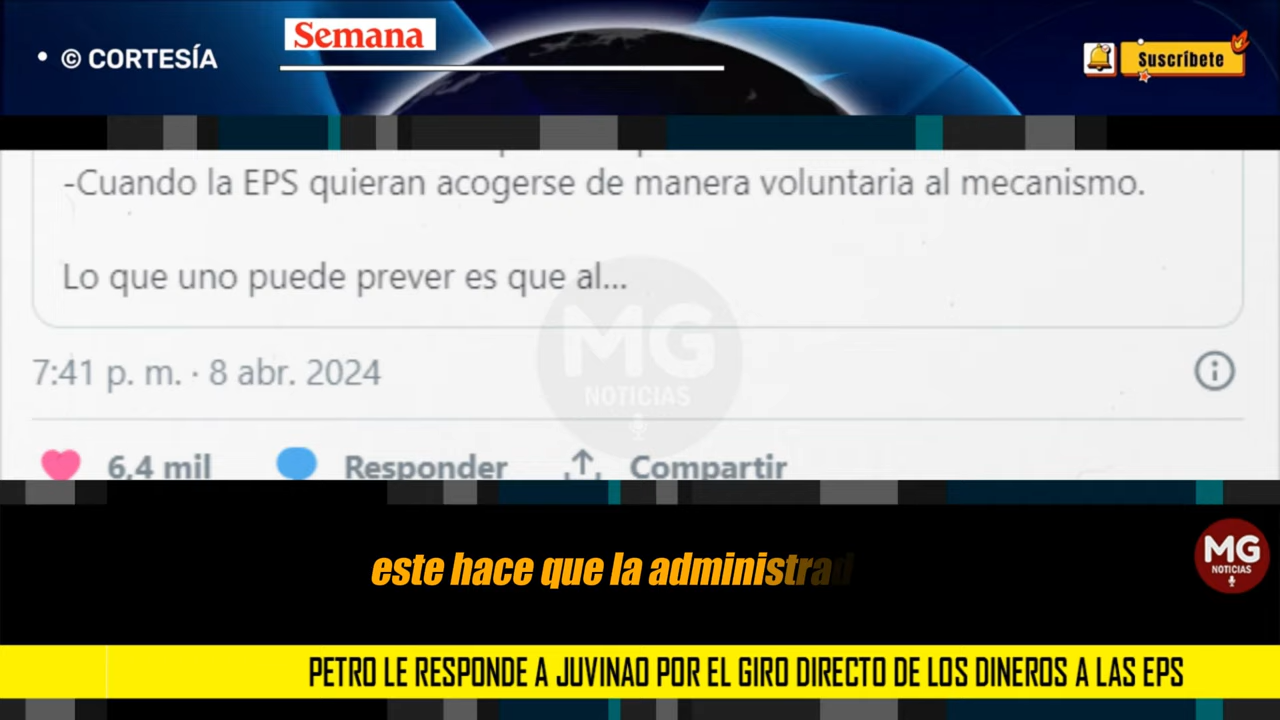 • © CORTESÍA
Semana
Suscríbete
-Cuando la EPS quieran acogerse de manera voluntaria al mecanismo.
Lo que uno puede prever es que al...
MG
NOTICIAS
7:41 p. m. · 8 abr. 2024
6,4 mil Responder Compartir
este hace que la administrad
MG
NOTICIAS
PETRO LE RESPONDE A JUVINAO POR EL GIRO DIRECTO DE LOS DINEROS A LAS EPS